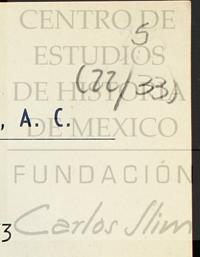 CENTRO DE
5
ESTUDIOS
(22/33)
DE HISTORIA
, A. C.
DE MEXICO
FUNDACIÓN
Carlos Slim
3